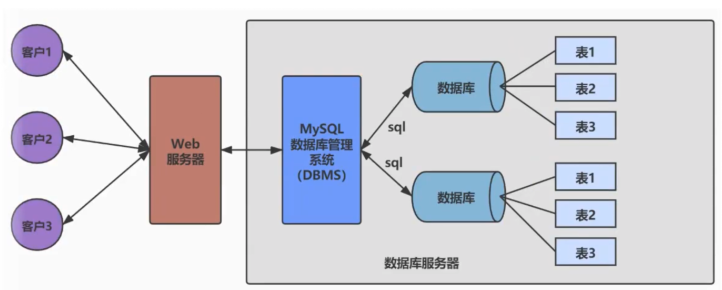 客户1
客户2
客户3
Web
服务器
MySQL
数据库管理
系统
（DBMS）
sql
sql
数据库
表1
表2
表3
数据库
表1
表2
表3
数据库服务器